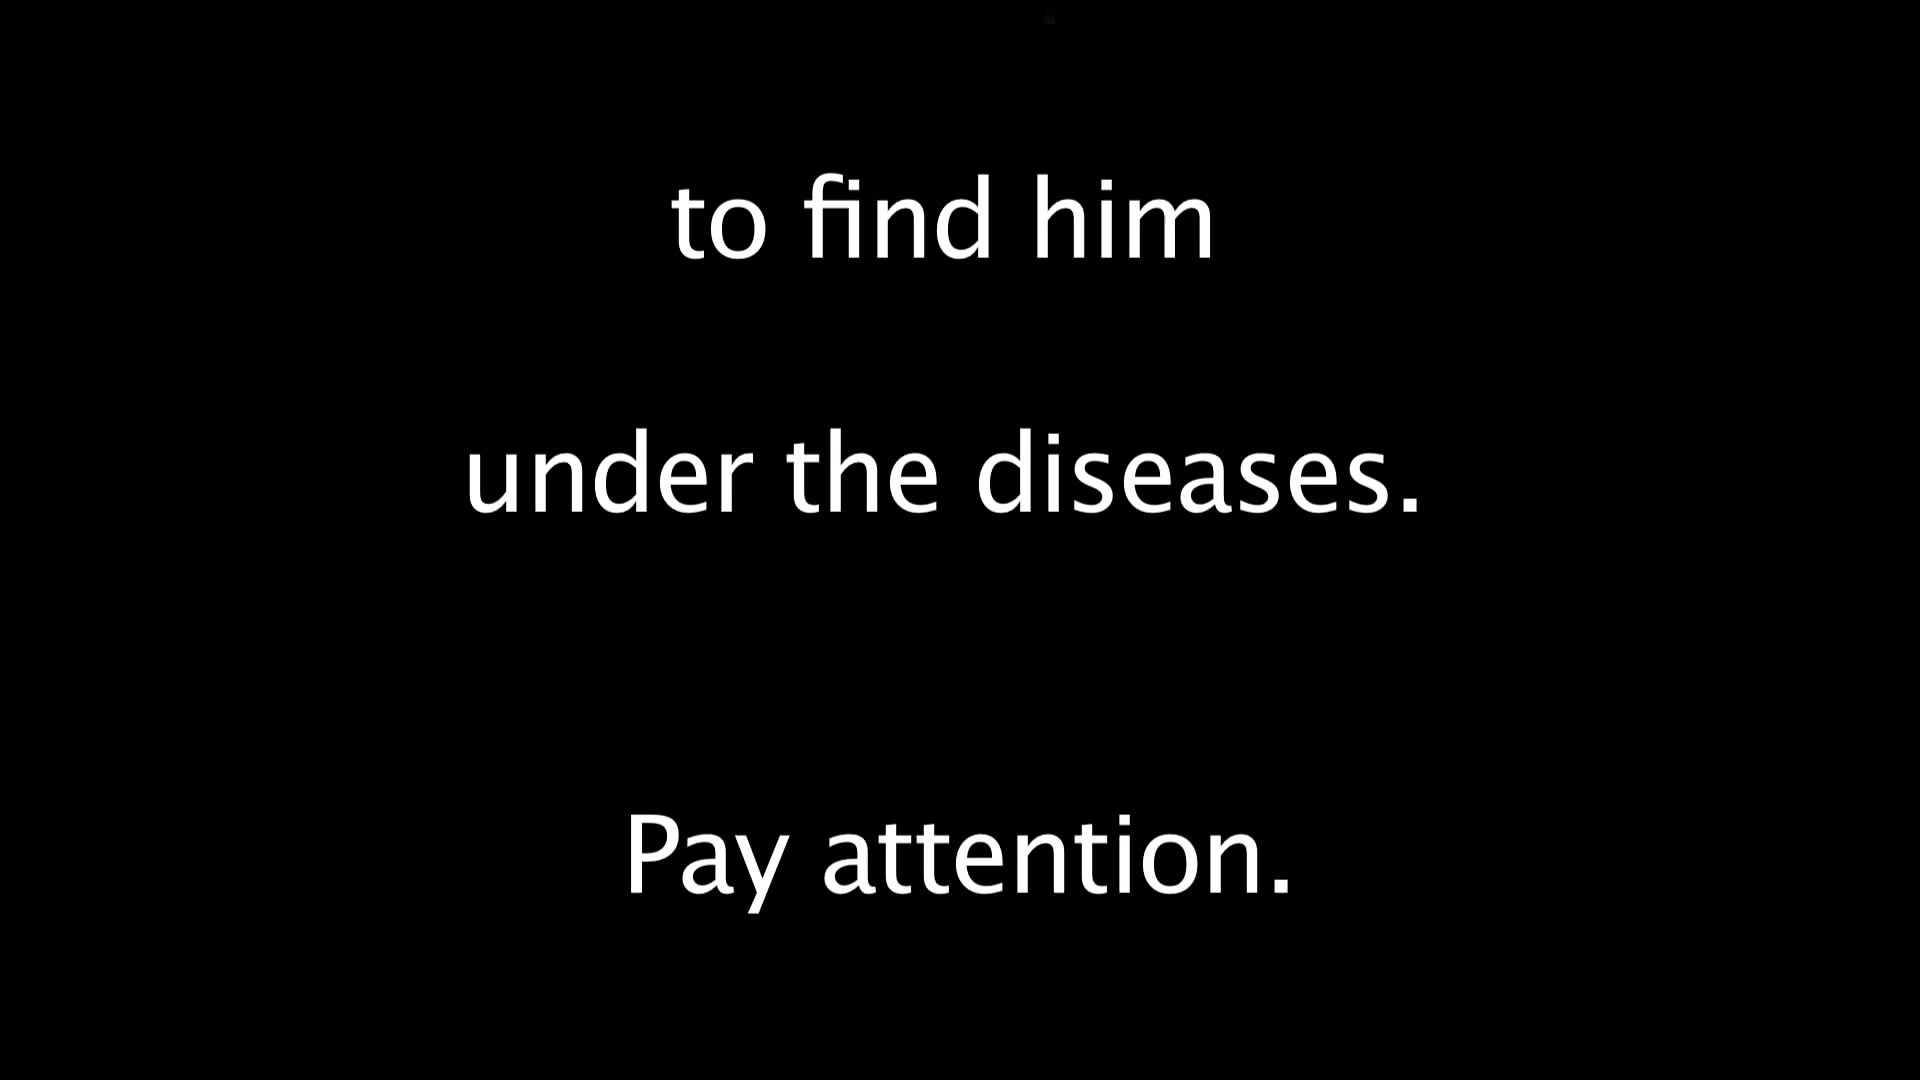 to find him
under the diseases.
Pay attention.